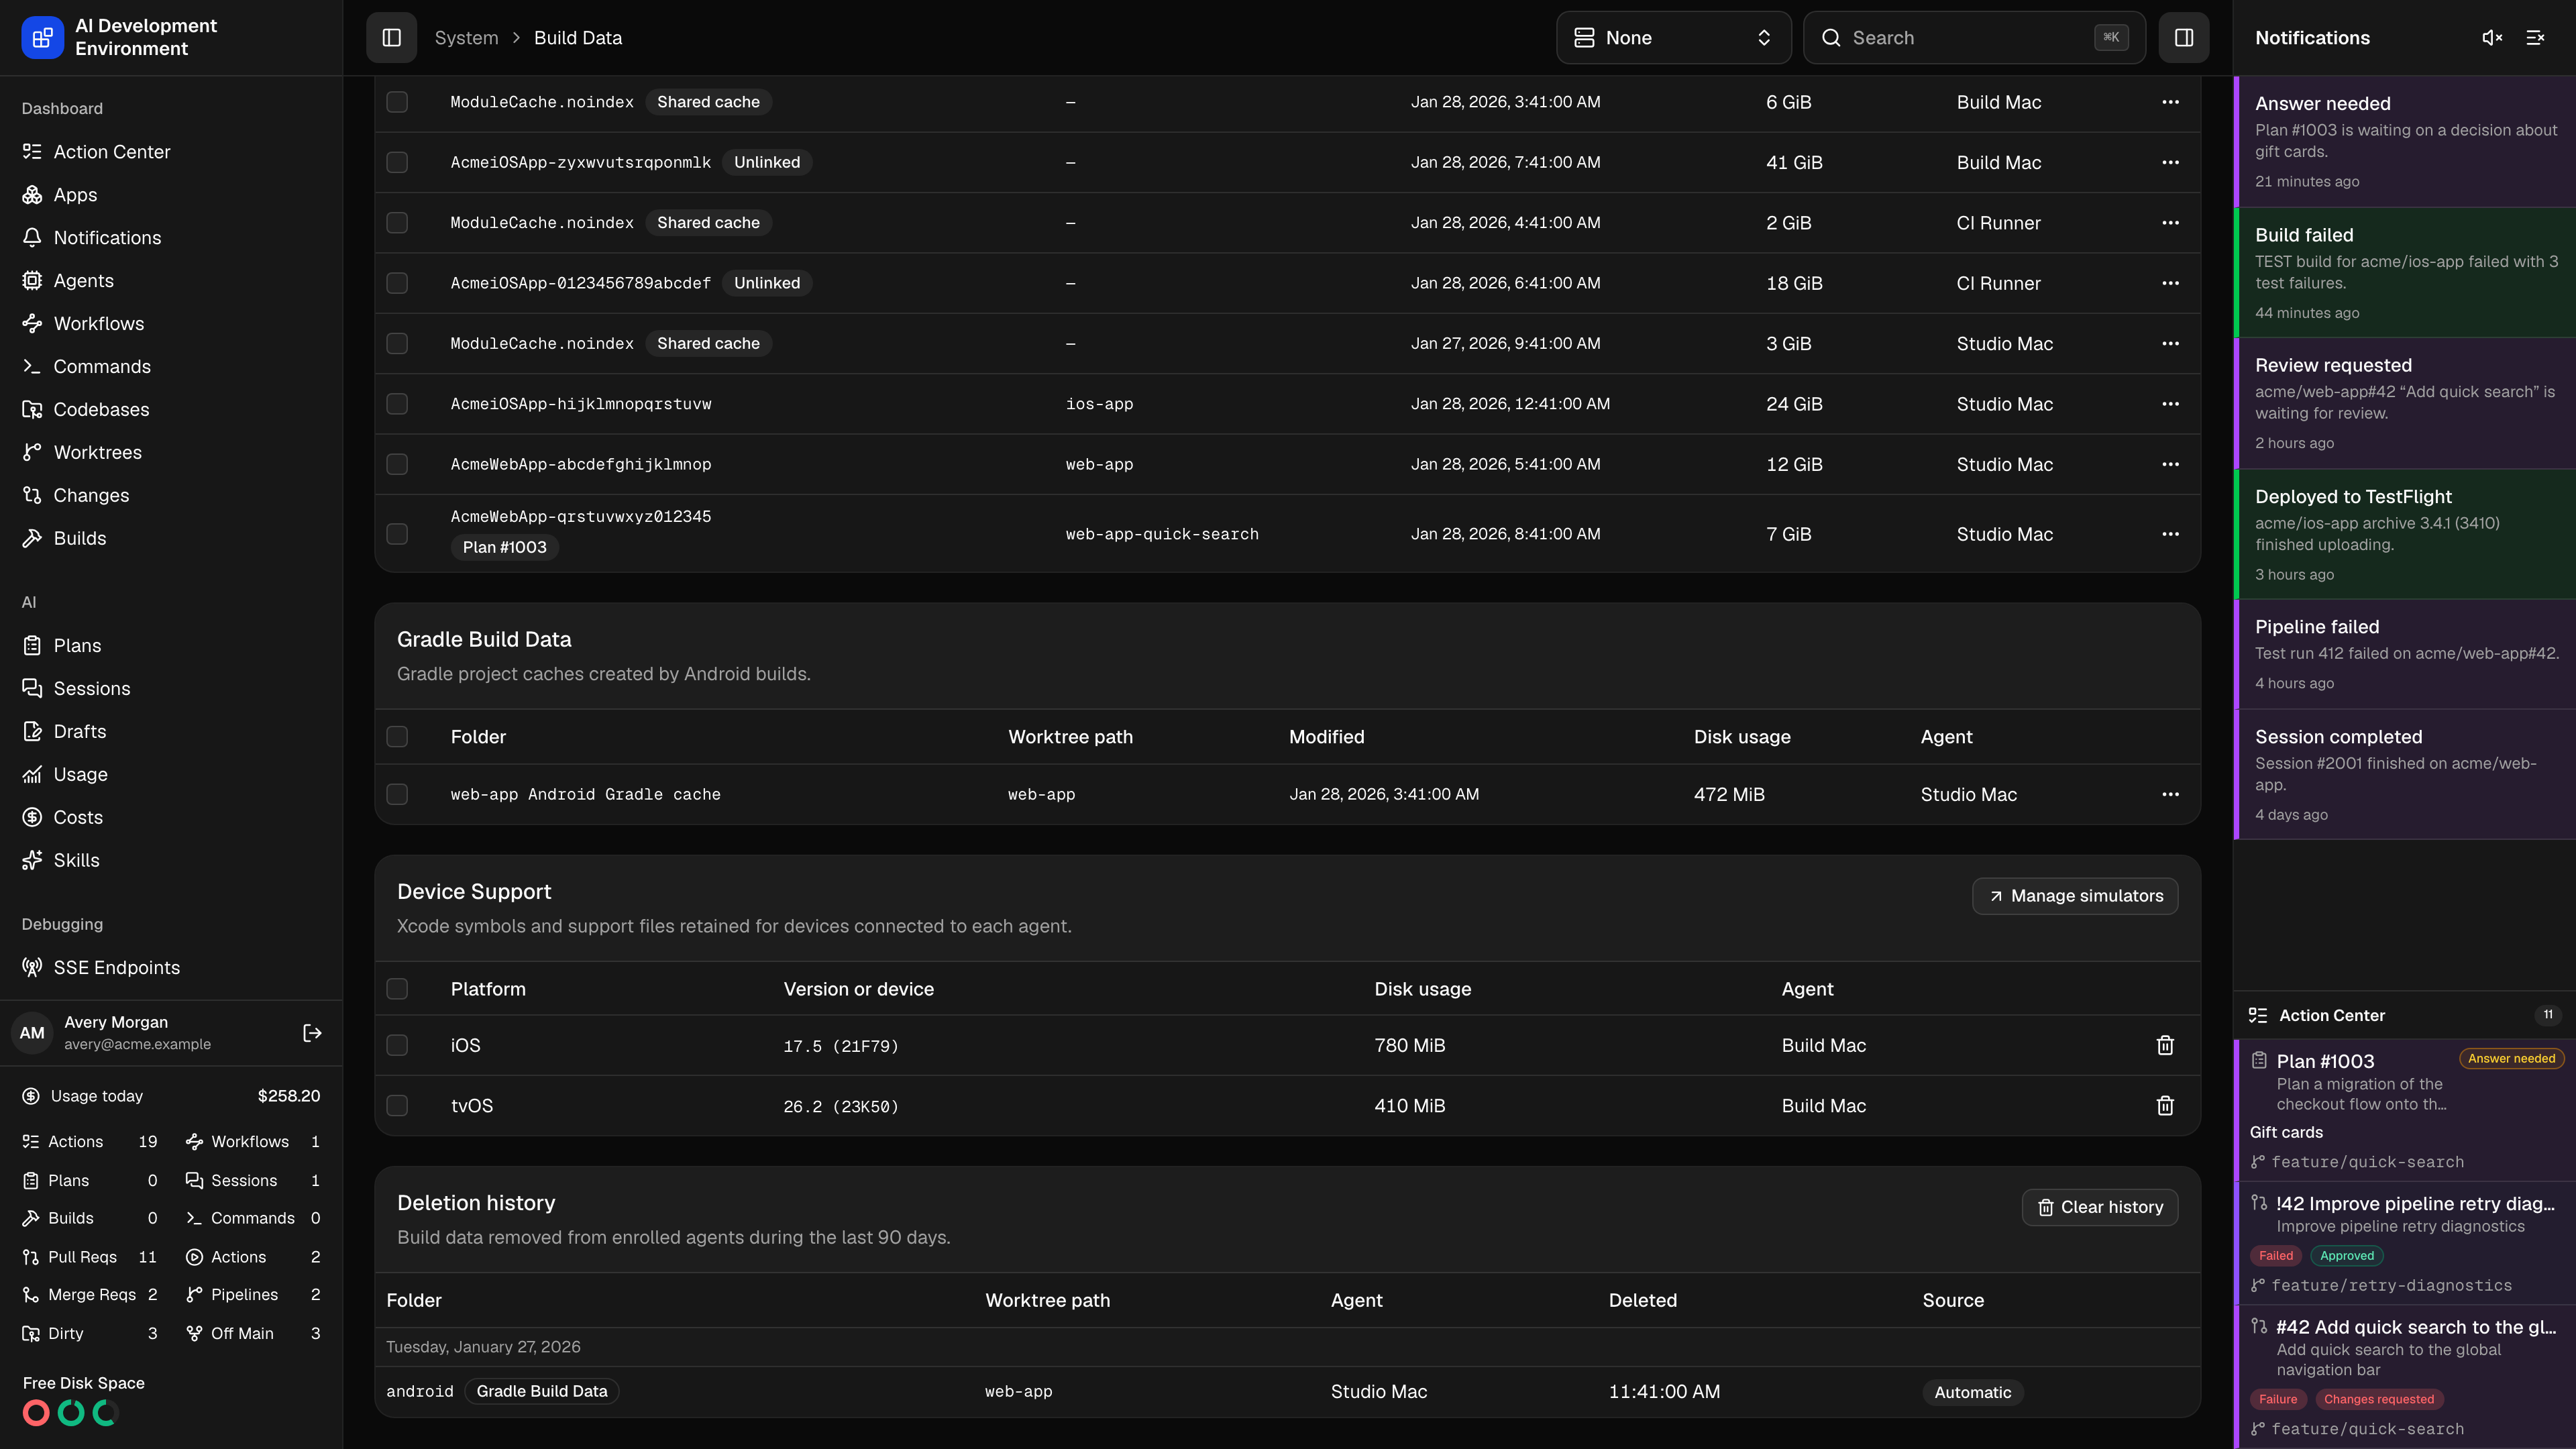 AI Development
Environment
Dashboard
Action Center
Apps
Notifications
Agents
Workflows
Commands
Codebases
Worktrees
Changes
Builds
AI
Plans
Sessions
Drafts
Usage
Costs
Skills
Debugging
SSE Endpoints
AM
Avery Morgan
avery@acme.example
Usage today $258.20
Actions 19 Workflows 1
Plans 0 Sessions 1
Builds 0 Commands 0
Pull Reqs 11 Actions 2
Merge Reqs 2 Pipelines 2
Dirty 3 Off Main 3
Free Disk Space
System > Build Data
None
Search ⌘K
ModuleCache.noindex Shared cache – Jan 28, 2026, 3:41:00 AM 6 GiB Build Mac
AcmeiOSApp-zyxwvutsrqponmlk Unlinked – Jan 28, 2026, 7:41:00 AM 41 GiB Build Mac
ModuleCache.noindex Shared cache – Jan 28, 2026, 4:41:00 AM 2 GiB CI Runner
AcmeiOSApp-0123456789abcdef Unlinked – Jan 28, 2026, 6:41:00 AM 18 GiB CI Runner
ModuleCache.noindex Shared cache – Jan 27, 2026, 9:41:00 AM 3 GiB Studio Mac
AcmeiOSApp-hijklmnopqrstuvw ios-app Jan 28, 2026, 12:41:00 AM 24 GiB Studio Mac
AcmeWebApp-abcdefghijklmnop web-app Jan 28, 2026, 5:41:00 AM 12 GiB Studio Mac
AcmeWebApp-qrstuvwxyz012345
Plan #1003 web-app-quick-search Jan 28, 2026, 8:41:00 AM 7 GiB Studio Mac
Gradle Build Data
Gradle project caches created by Android builds.
Folder Worktree path Modified Disk usage Agent
web-app Android Gradle cache web-app Jan 28, 2026, 3:41:00 AM 472 MiB Studio Mac
Device Support
Manage simulators
Xcode symbols and support files retained for devices connected to each agent.
Platform Version or device Disk usage Agent
iOS 17.5 (21F79) 780 MiB Build Mac
tvOS 26.2 (23K50) 410 MiB Build Mac
Deletion history
Clear history
Build data removed from enrolled agents during the last 90 days.
Folder Worktree path Agent Deleted Source
Tuesday, January 27, 2026
android Gradle Build Data web-app Studio Mac 11:41:00 AM Automatic
Notifications
Answer needed
Plan #1003 is waiting on a decision about
gift cards.
21 minutes ago
Build failed
TEST build for acme/ios-app failed with 3
test failures.
44 minutes ago
Review requested
acme/web-app#42 “Add quick search” is
waiting for review.
2 hours ago
Deployed to TestFlight
acme/ios-app archive 3.4.1 (3410)
finished uploading.
3 hours ago
Pipeline failed
Test run 412 failed on acme/web-app#42.
4 hours ago
Session completed
Session #2001 finished on acme/web-
app.
4 days ago
Action Center 11
Plan #1003 Answer needed
Plan a migration of the
checkout flow onto th...
Gift cards
feature/quick-search
!42 Improve pipeline retry diag...
Improve pipeline retry diagnostics
Failed Approved
feature/retry-diagnostics
#42 Add quick search to the gl...
Add quick search to the global
navigation bar
Failure Changes requested
feature/quick-search